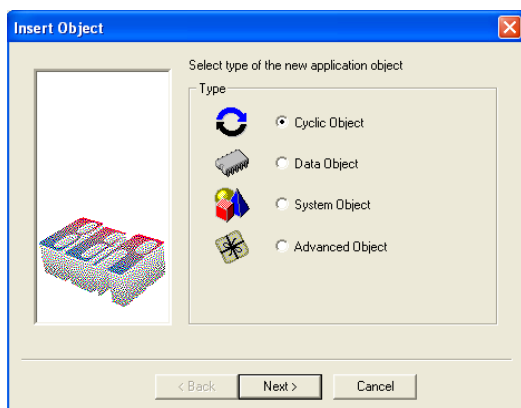 Insert Object
Select type of the new application object
Type
Cyclic Object
Data Object
System Object
Advanced Object
< Back
Next >
Cancel